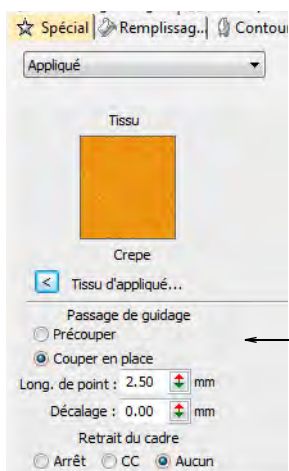 Spécial Remplissag... Contour
Appliqué
Tissu
Crepe
< Tissu d'appliqué...
Passage de guidage
Précouper
Couper en place
Long. de point : 2.50 mm
Décalage : 0.00 mm
Retrait du cadre
Arrêt CC Aucun